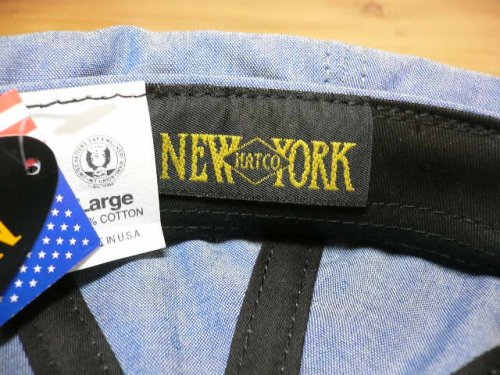 NEW HATCO YORK
Large
% COTTON
IN U.S.A.